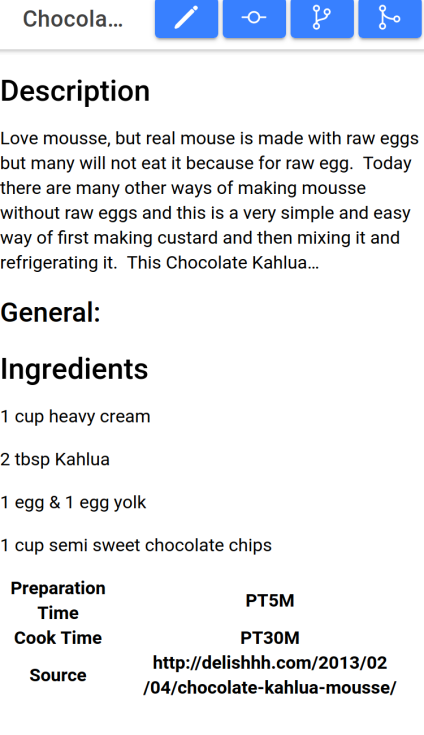 Chocola...
Description
Love mousse, but real mouse is made with raw eggs
but many will not eat it because for raw egg.  Today
there are many other ways of making mousse
without raw eggs and this is a very simple and easy
way of first making custard and then mixing it and
refrigerating it.  This Chocolate Kahlua...
General:
Ingredients
1 cup heavy cream
2 tbsp Kahlua
1 egg & 1 egg yolk
1 cup semi sweet chocolate chips
Preparation
Time
PT5M
Cook Time PT30M
Source
http://delishhh.com/2013/02
/04/chocolate-kahlua-mousse/